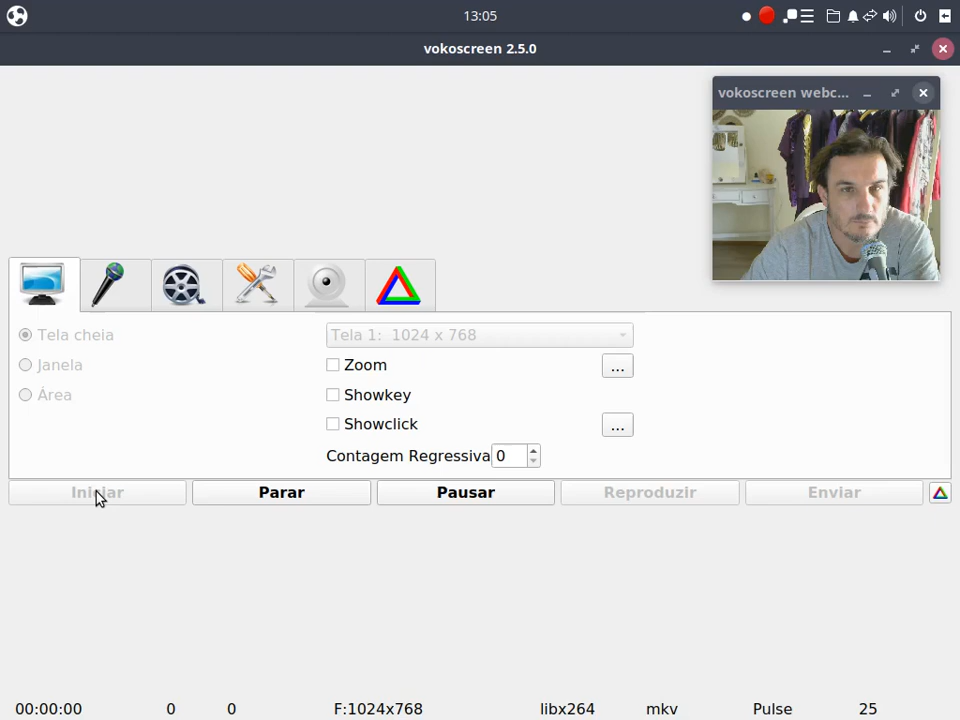 13:05
vokoscreen 2.5.0
vokoscreen webc...
Tela cheia
Tela 1: 1024 x 768
Janela
Zoom
...
Área
Showkey
Showclick
...
Contagem Regressiva 0
Iniciar
Parar
Pausar
Reproduzir
Enviar
00:00:00
0
0
F:1024x768
libx264
mkv
Pulse
25